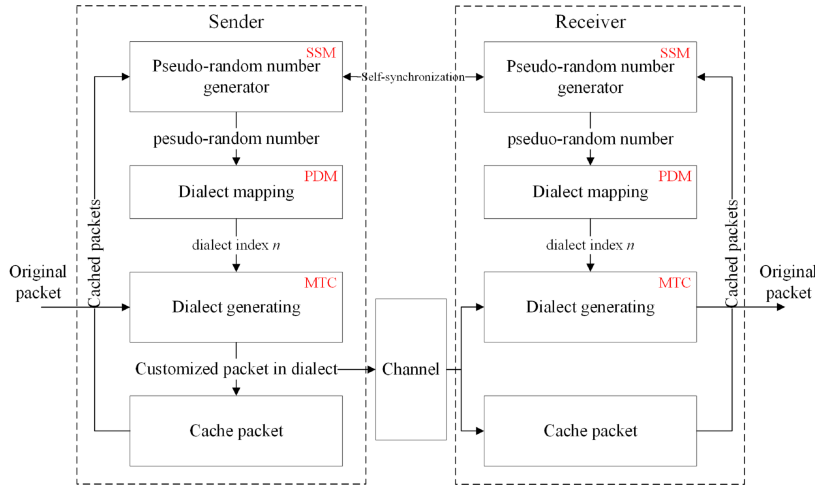 Sender
Receiver
SSM
Pseudo-random number
generator
Self-synchronization
SSM
Pseudo-random number
generator
pesudo-random number
pseduo-random number
PDM
Dialect mapping
PDM
Dialect mapping
dialect index n
dialect index n
Cached packets
Cached packets
Original
packet
MTC
Dialect generating
MTC
Dialect generating
Original
packet
Customized packet in dialect
Channel
Cache packet
Cache packet